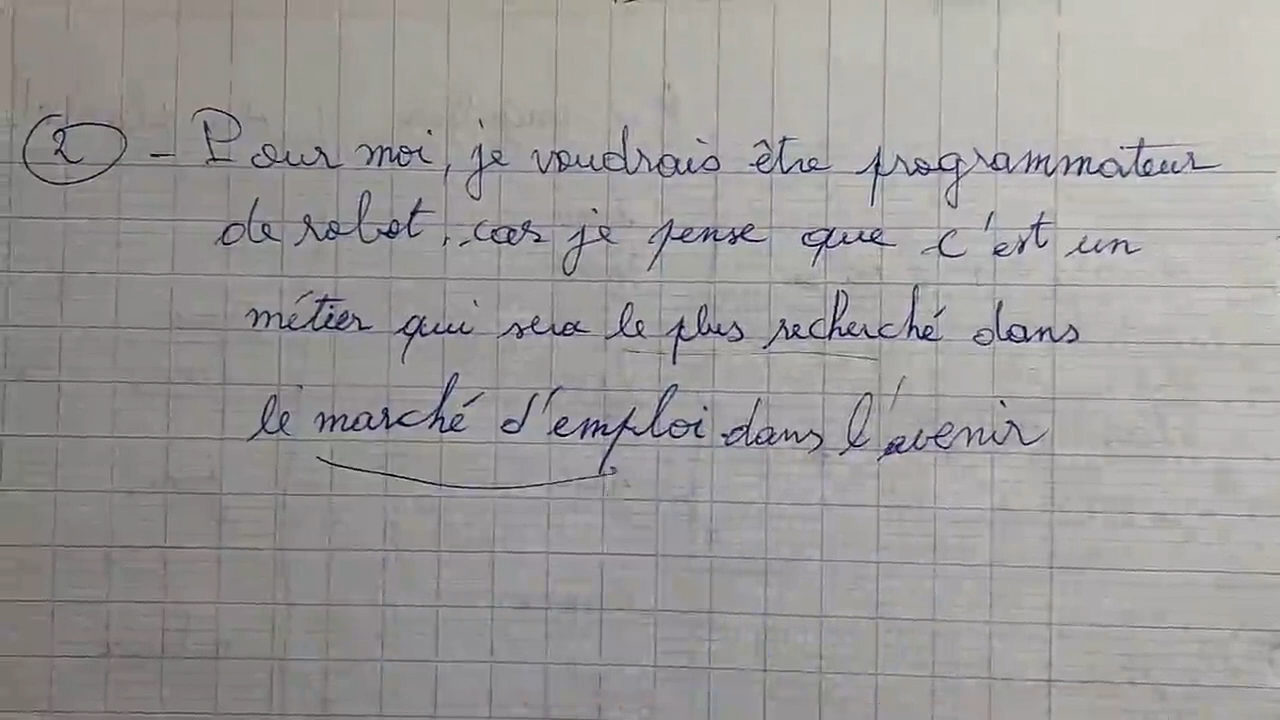 2 - Pour moi, je voudrais être programmateur
de robot, car je pense que c'est un
métier qui sera le plus recherché dans
le marché d'emploi dans l'avenir